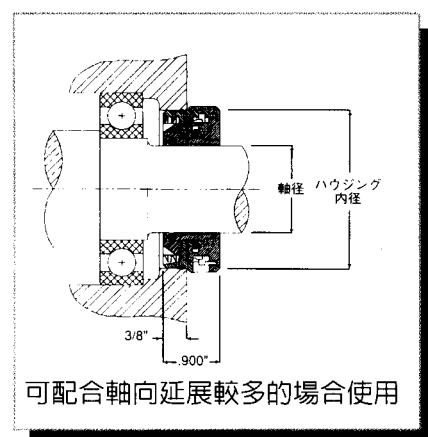 軸径
ハウジング
内径
3/8"
.900"
可配合軸向延展較多的場合使用